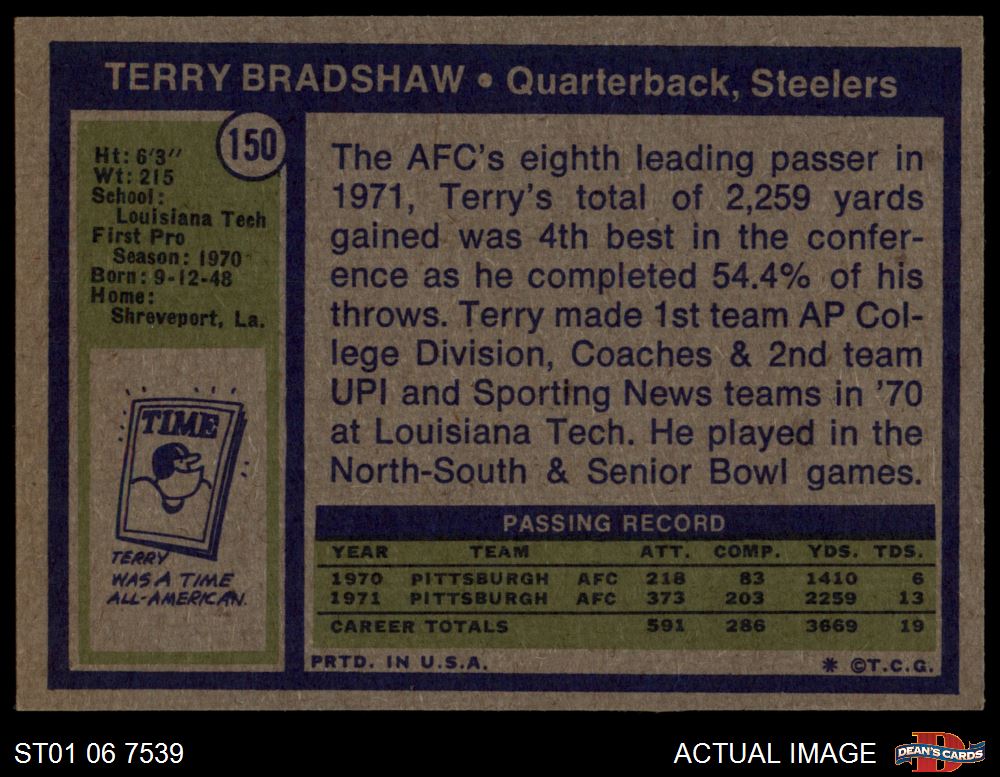 TERRY BRADSHAW • Quarterback, Steelers
150
Ht: 6'3"
Wt: 215
School:
Louisiana Tech
First Pro
Season: 1970
Born: 9-12-48
Home:
Shreveport, La.
TIME
TERRY
WAS A TIME
ALL-AMERICAN.
The AFC's eighth leading passer in
1971, Terry's total of 2,259 yards
gained was 4th best in the confer-
ence as he completed 54.4% of his
throws. Terry made 1st team AP Col-
lege Division, Coaches & 2nd team
UPI and Sporting News teams in '70
at Louisiana Tech. He played in the
North-South & Senior Bowl games.
PASSING RECORD
YEAR TEAM ATT. COMP. YDS. TDS.
1970 PITTSBURGH AFC 218 83 1410 6
1971 PITTSBURGH AFC 373 203 2259 13
CAREER TOTALS 591 286 3669 19
PRTD. IN U.S.A. * ©T.C.G.
ST01 06 7539 ACTUAL IMAGE D DEAN'S CARDS